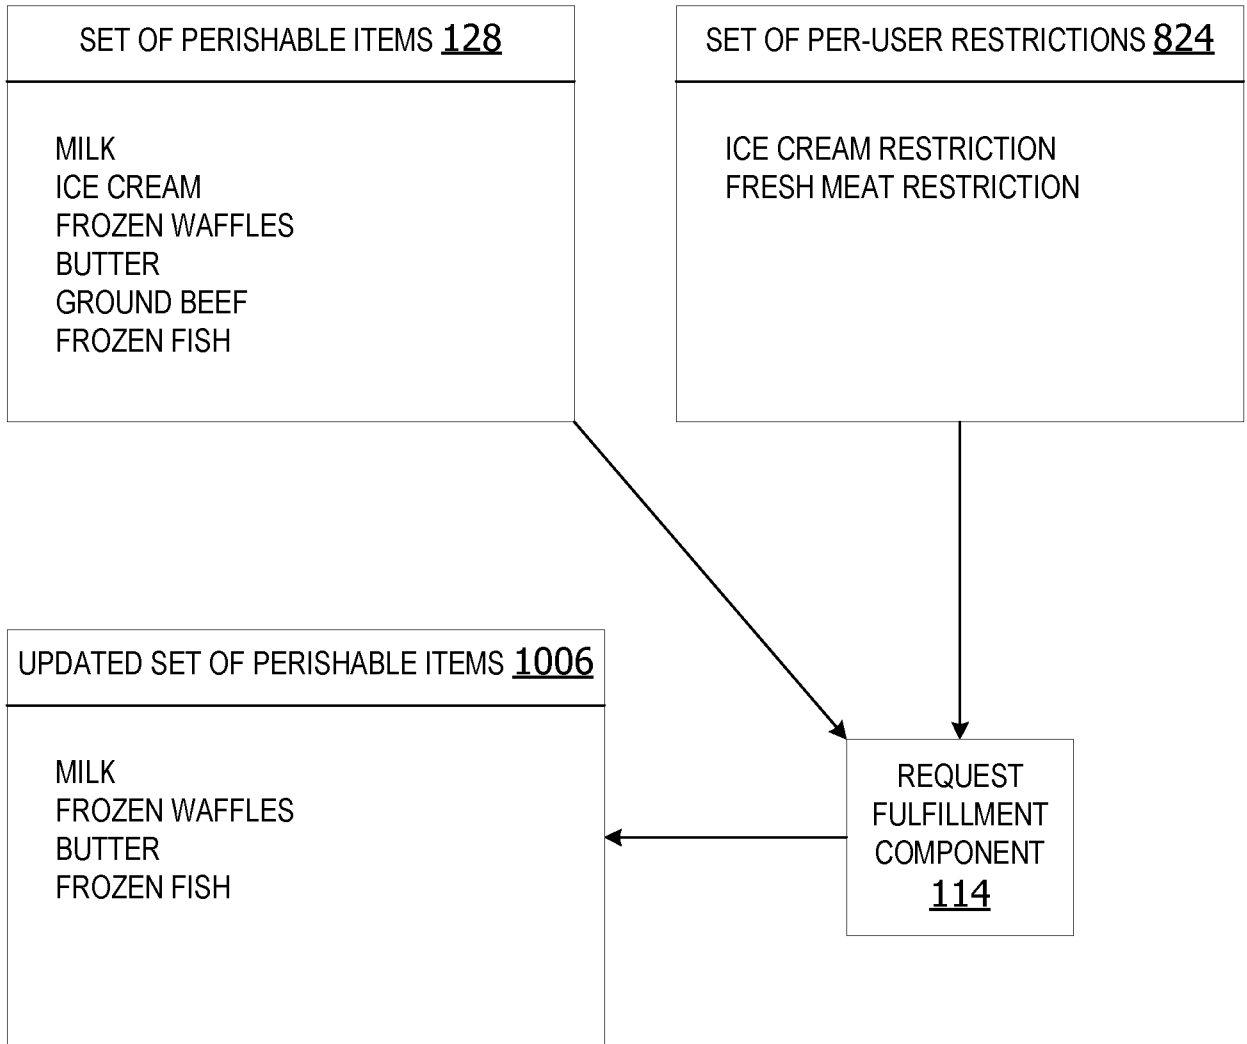 SET OF PERISHABLE ITEMS 128
MILK
ICE CREAM
FROZEN WAFFLES
BUTTER
GROUND BEEF
FROZEN FISH
SET OF PER-USER RESTRICTIONS 824
ICE CREAM RESTRICTION
FRESH MEAT RESTRICTION
UPDATED SET OF PERISHABLE ITEMS 1006
MILK
FROZEN WAFFLES
BUTTER
FROZEN FISH
REQUEST
FULFILLMENT
COMPONENT
114